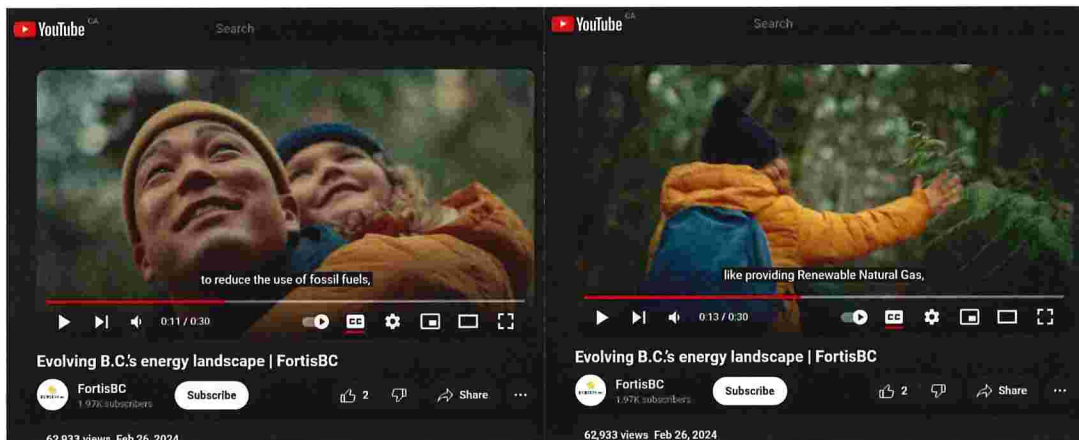 YouTube CA
Search
to reduce the use of fossil fuels,
CC
0:11 / 0:30
Evolving B.C.'s energy landscape | FortisBC
FortisBC
1.97K subscribers
Subscribe
2
Share
62,933 views Feb 26, 2024
YouTube CA
Search
like providing Renewable Natural Gas,
CC
0:13 / 0:30
Evolving B.C.'s energy landscape | FortisBC
FortisBC
1.97K subscribers
Subscribe
2
Share
62,933 views Feb 26, 2024